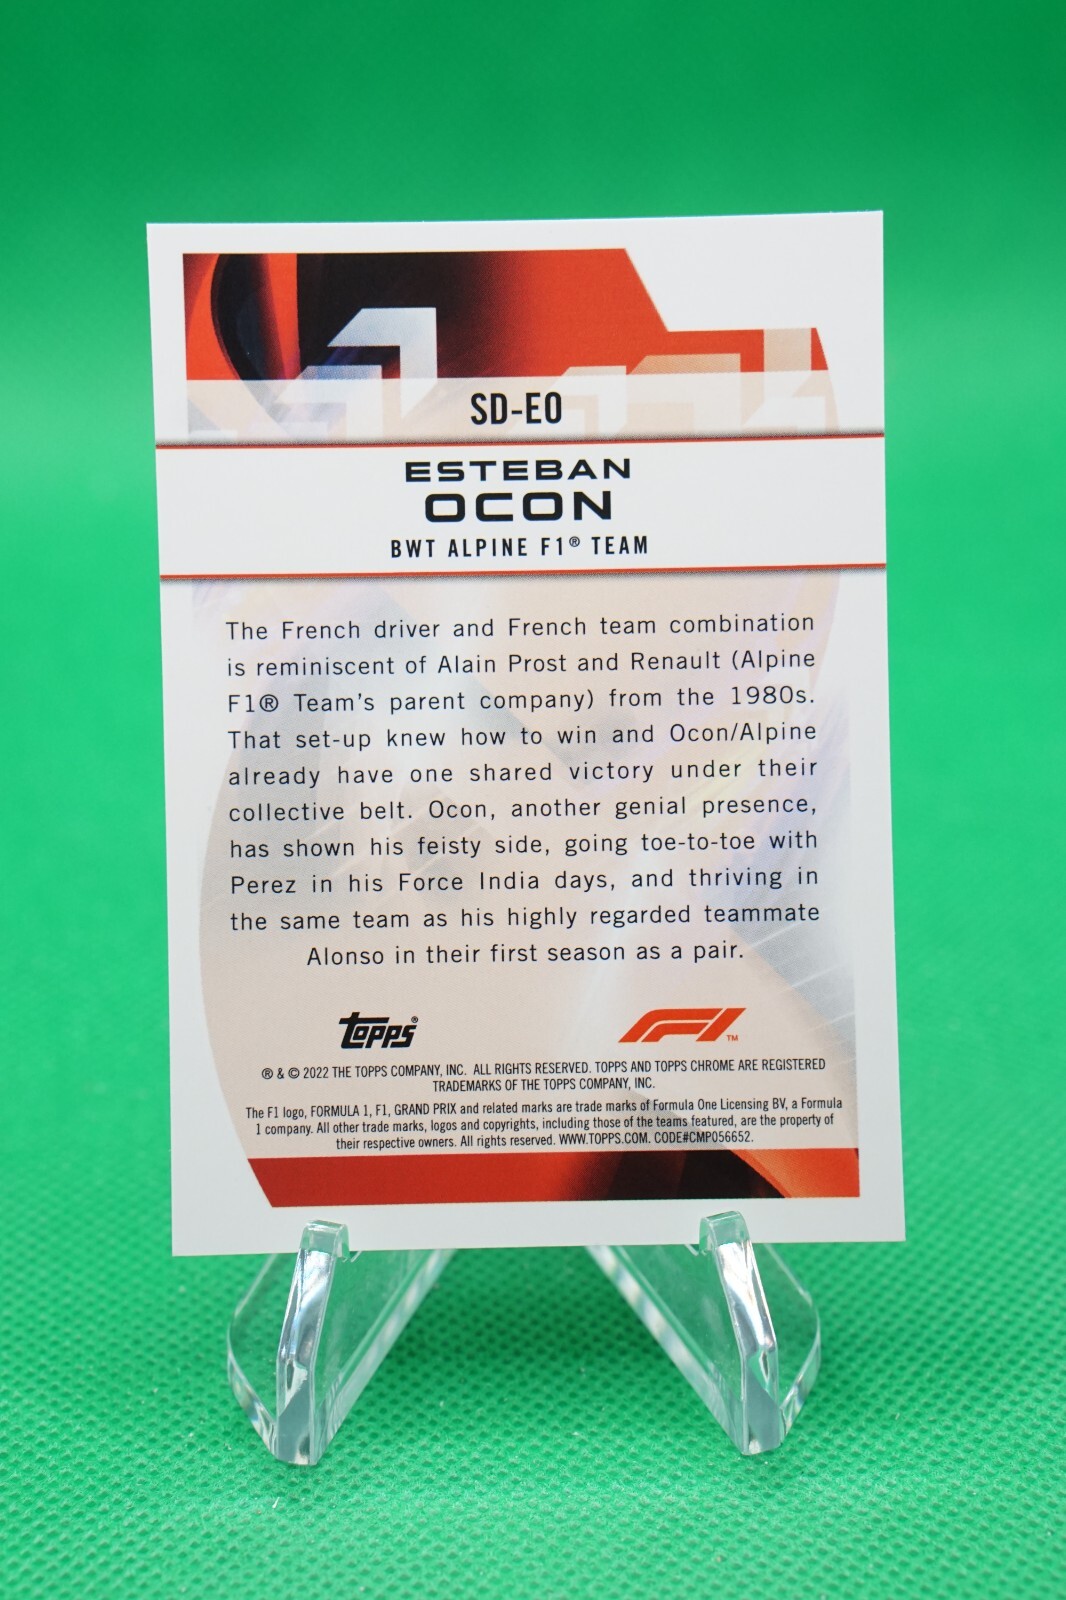 SD-EO
ESTEBAN
OCON
BWT ALPINE F1® TEAM
The French driver and French team combination
is reminiscent of Alain Prost and Renault (Alpine
F1® Team's parent company) from the 1980s.
That set-up knew how to win and Ocon/Alpine
already have one shared victory under their
collective belt. Ocon, another genial presence,
has shown his feisty side, going toe-to-toe with
Perez in his Force India days, and thriving in
the same team as his highly regarded teammate
Alonso in their first season as a pair.
Topps® F1™
® & © 2022 THE TOPPS COMPANY, INC. ALL RIGHTS RESERVED. TOPPS AND TOPPS CHROME ARE REGISTERED
TRADEMARKS OF THE TOPPS COMPANY, INC.
The F1 logo, FORMULA 1, F1, GRAND PRIX and related marks are trade marks of Formula One Licensing BV, a Formula
1 company. All other trade marks, logos and copyrights, including those of the teams featured, are the property of
their respective owners. All rights reserved. WWW.TOPPS.COM. CODE#CMP056652.